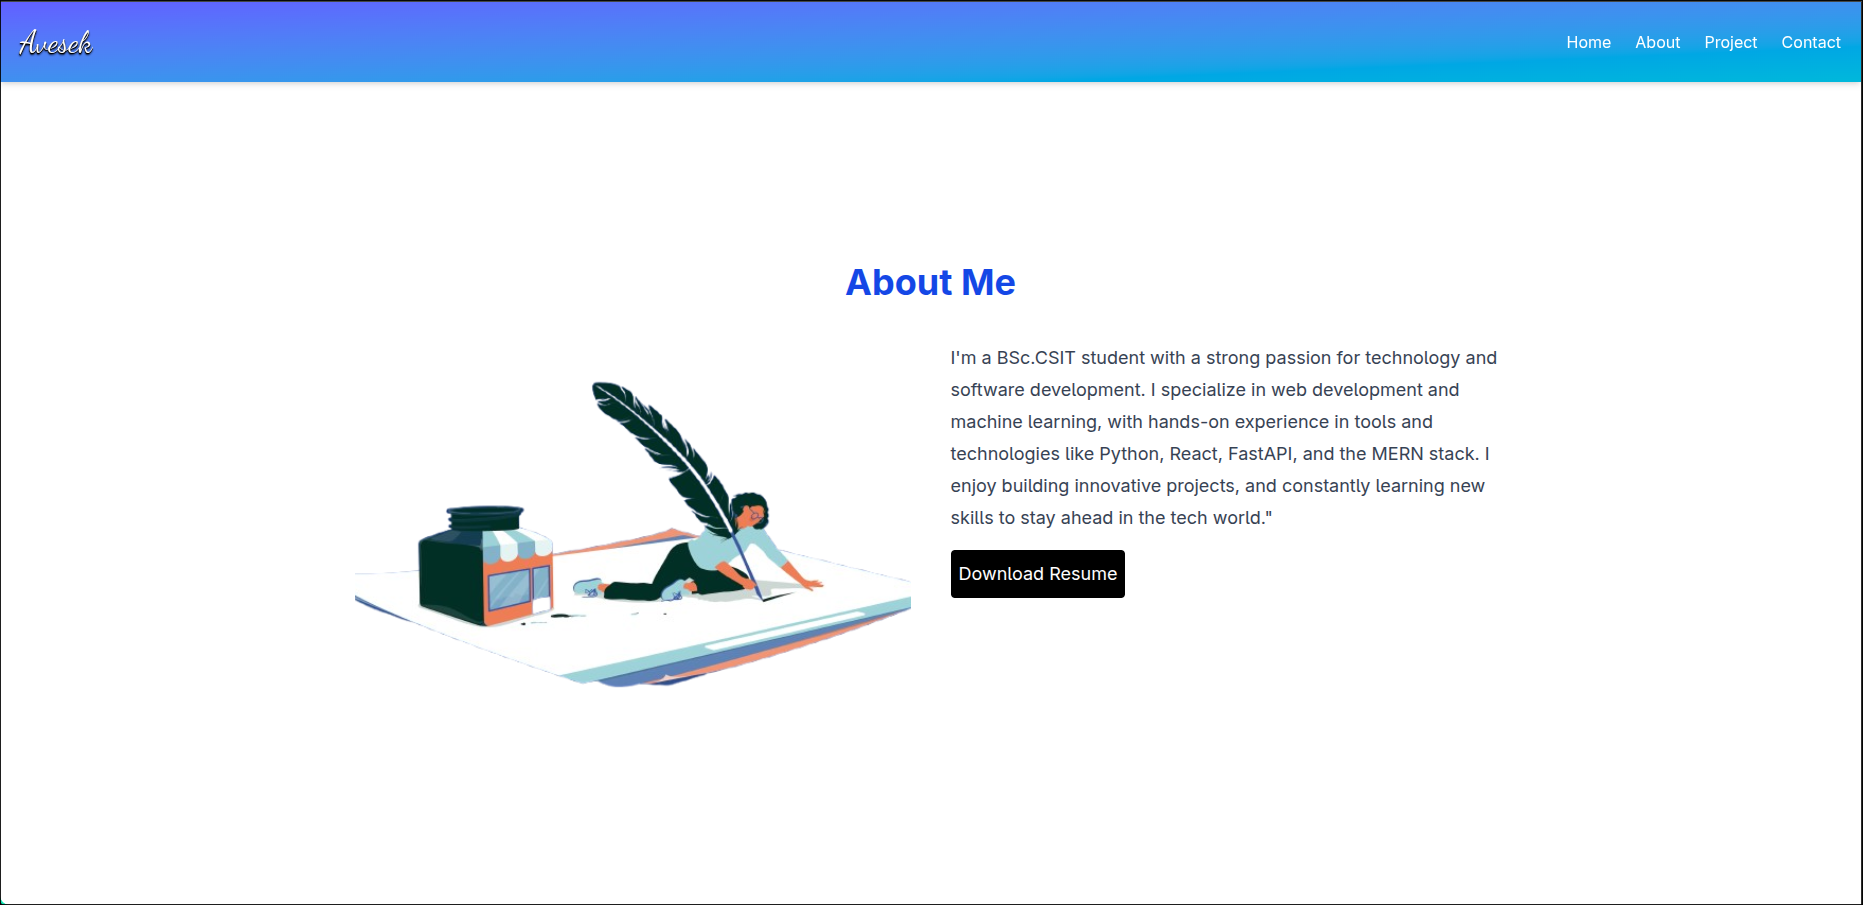 Avesek
Home About Project Contact
About Me
I'm a BSc.CSIT student with a strong passion for technology and
software development. I specialize in web development and
machine learning, with hands-on experience in tools and
technologies like Python, React, FastAPI, and the MERN stack. I
enjoy building innovative projects, and constantly learning new
skills to stay ahead in the tech world."
Download Resume